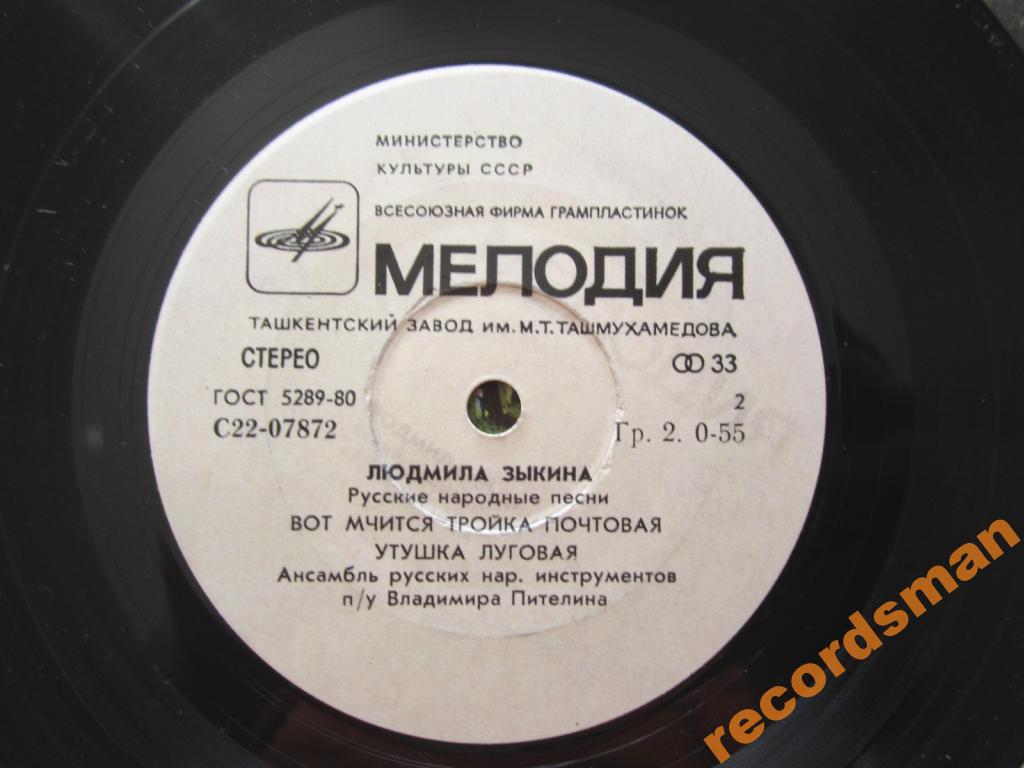 МИНИСТЕРСТВО
КУЛЬТУРЫ СССР
ВСЕСОЮЗНАЯ ФИРМА ГРАМПЛАСТИНОК
МЕЛОДИЯ
ТАШКЕНТСКИЙ ЗАВОД ИМ. М.Т.ТАШМУХАМЕДОВА
СТЕРЕО 33
ГОСТ 5289-80 2
С22-07872 Гр. 2. 0-55
ЛЮДМИЛА ЗЫКИНА
Русские народные песни
ВОТ МЧИТСЯ ТРОЙКА ПОЧТОВАЯ
УТУШКА ЛУГОВАЯ
Ансамбль русских нар. инструментов
п/у Владимира Пителина
recordsman